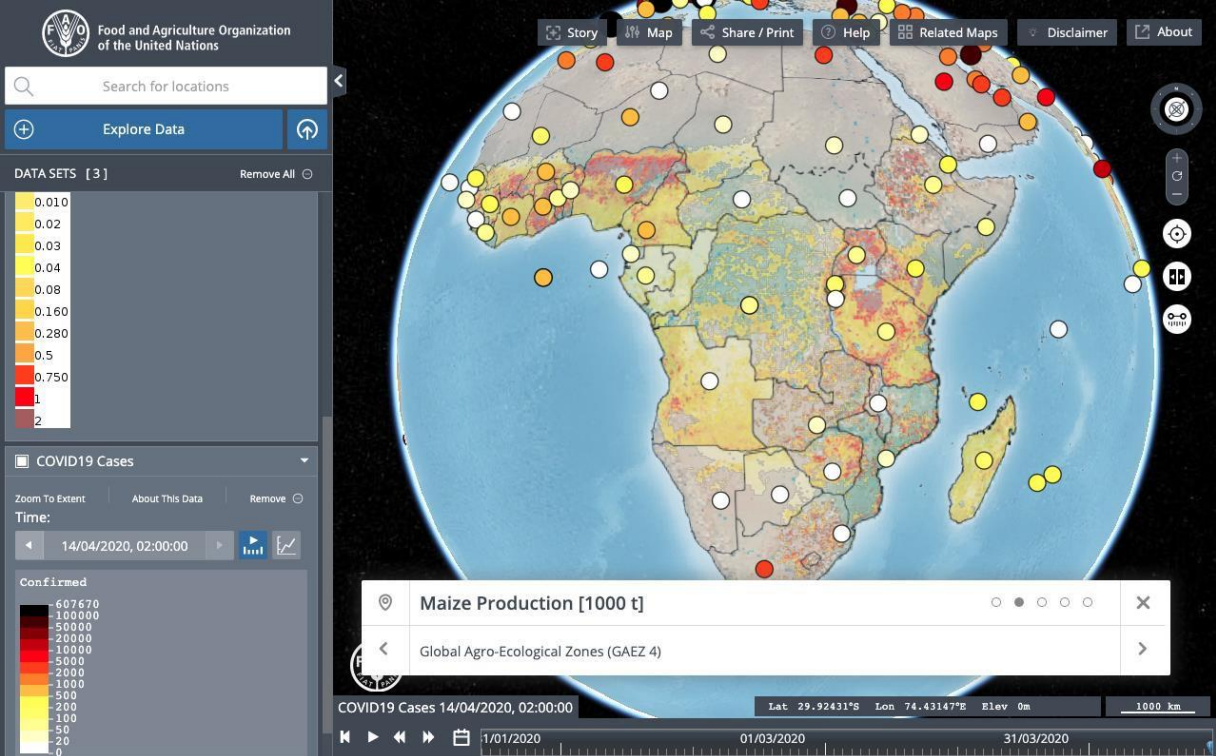 FAO
FIAT PANIS
Food and Agriculture Organization
of the United Nations
Search for locations
Explore Data
DATA SETS [ 3 ]
Remove All
0.010
0.02
0.03
0.04
0.08
0.160
0.280
0.5
0.750
1
2
COVID19 Cases
Zoom To Extent
About This Data
Remove
Time:
14/04/2020, 02:00:00
Confirmed
607670
100000
50000
20000
10000
5000
2000
1000
500
200
100
50
20
0
Story
Map
Share / Print
Help
Related Maps
Disclaimer
About
N
Maize Production [1000 t]
Global Agro-Ecological Zones (GAEZ 4)
COVID19 Cases 14/04/2020, 02:00:00
Lat 29.92431°S Lon 74.43147°E Elev 0m
1000 km
1/01/2020
01/03/2020
31/03/2020